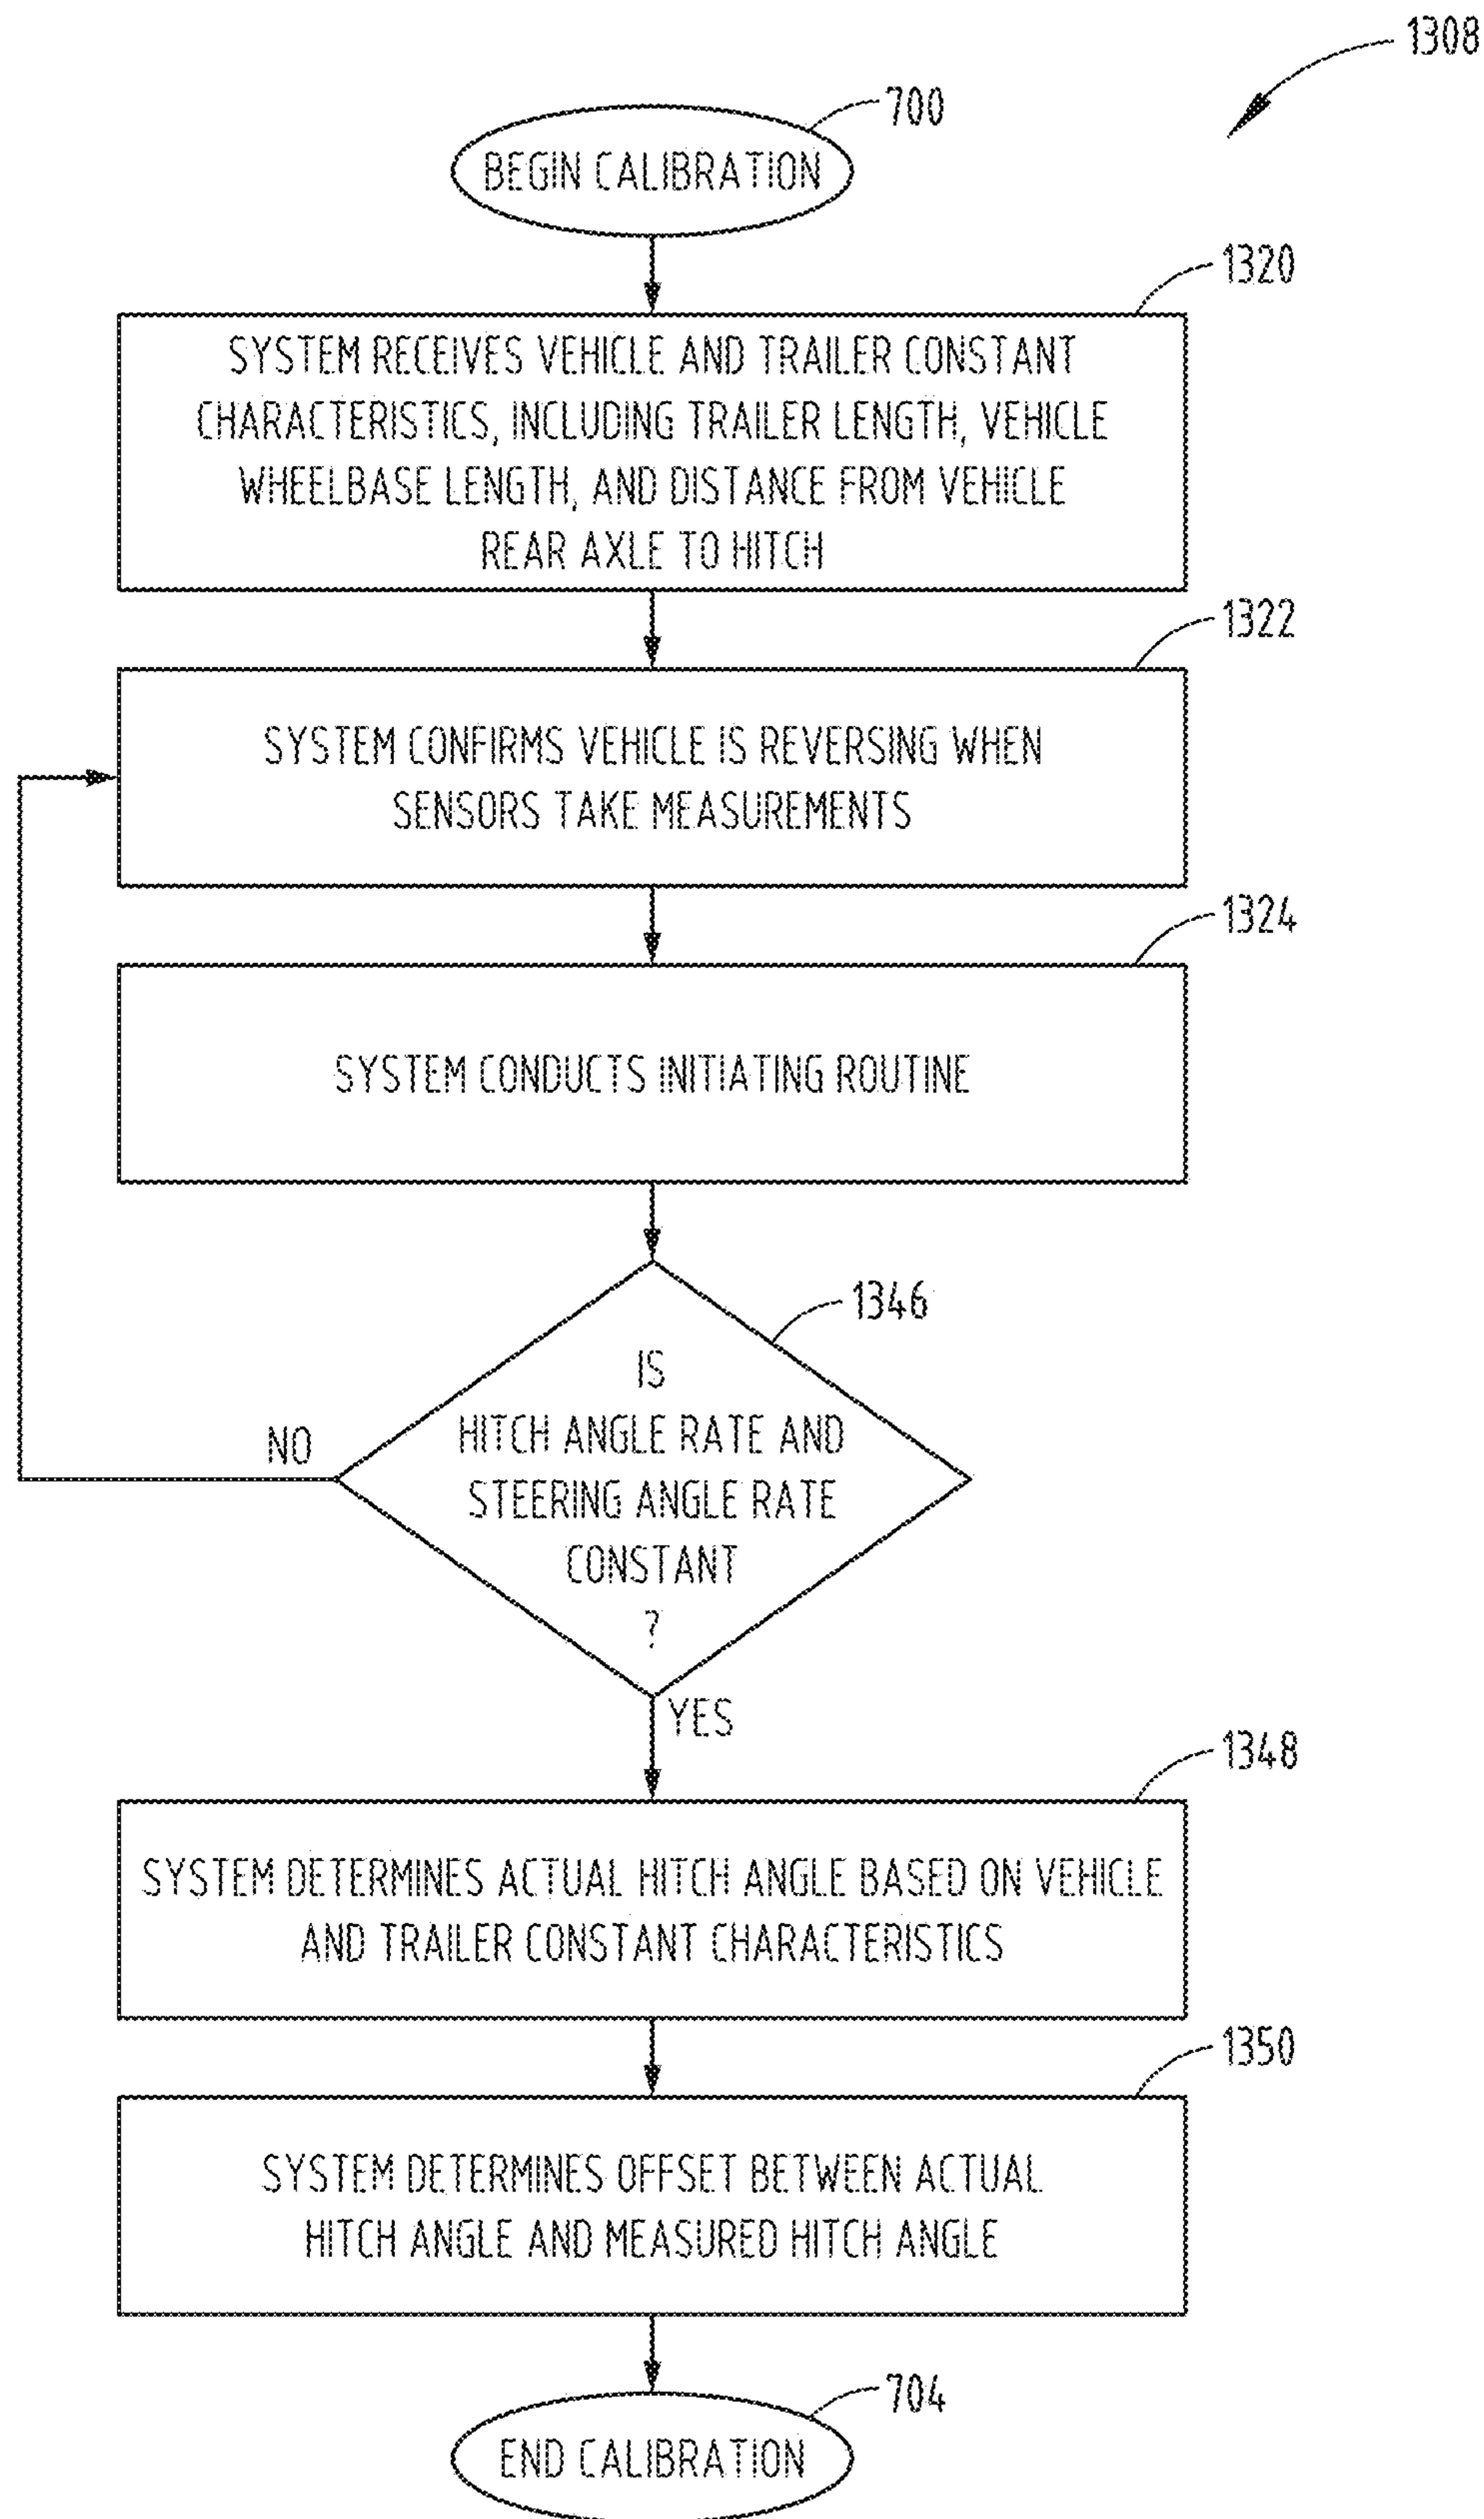 1308
700
BEGIN CALIBRATION
1320
SYSTEM RECEIVES VEHICLE AND TRAILER CONSTANT
CHARACTERISTICS, INCLUDING TRAILER LENGTH, VEHICLE
WHEELBASE LENGTH, AND DISTANCE FROM VEHICLE
REAR AXLE TO HITCH
1322
SYSTEM CONFIRMS VEHICLE IS REVERSING WHEN
SENSORS TAKE MEASUREMENTS
1324
SYSTEM CONDUCTS INITIATING ROUTINE
1346
IS
HITCH ANGLE RATE AND
STEERING ANGLE RATE
CONSTANT
?
NO
YES
1348
SYSTEM DETERMINES ACTUAL HITCH ANGLE BASED ON VEHICLE
AND TRAILER CONSTANT CHARACTERISTICS
1350
SYSTEM DETERMINES OFFSET BETWEEN ACTUAL
HITCH ANGLE AND MEASURED HITCH ANGLE
704
END CALIBRATION